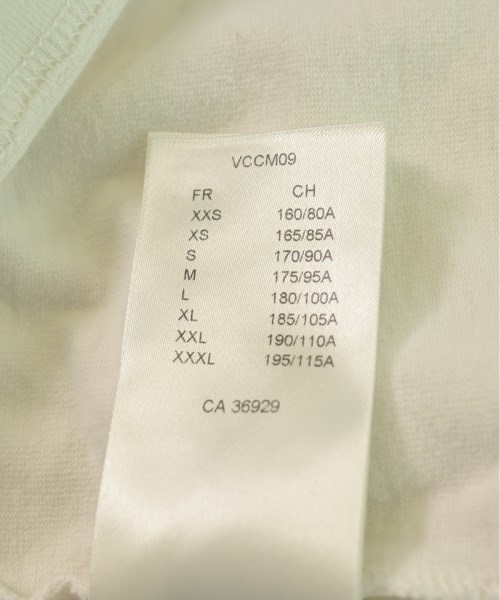 VCCM09
FR CH
XXS 160/80A
XS 165/85A
S 170/90A
M 175/95A
L 180/100A
XL 185/105A
XXL 190/110A
XXXL 195/115A
CA 36929